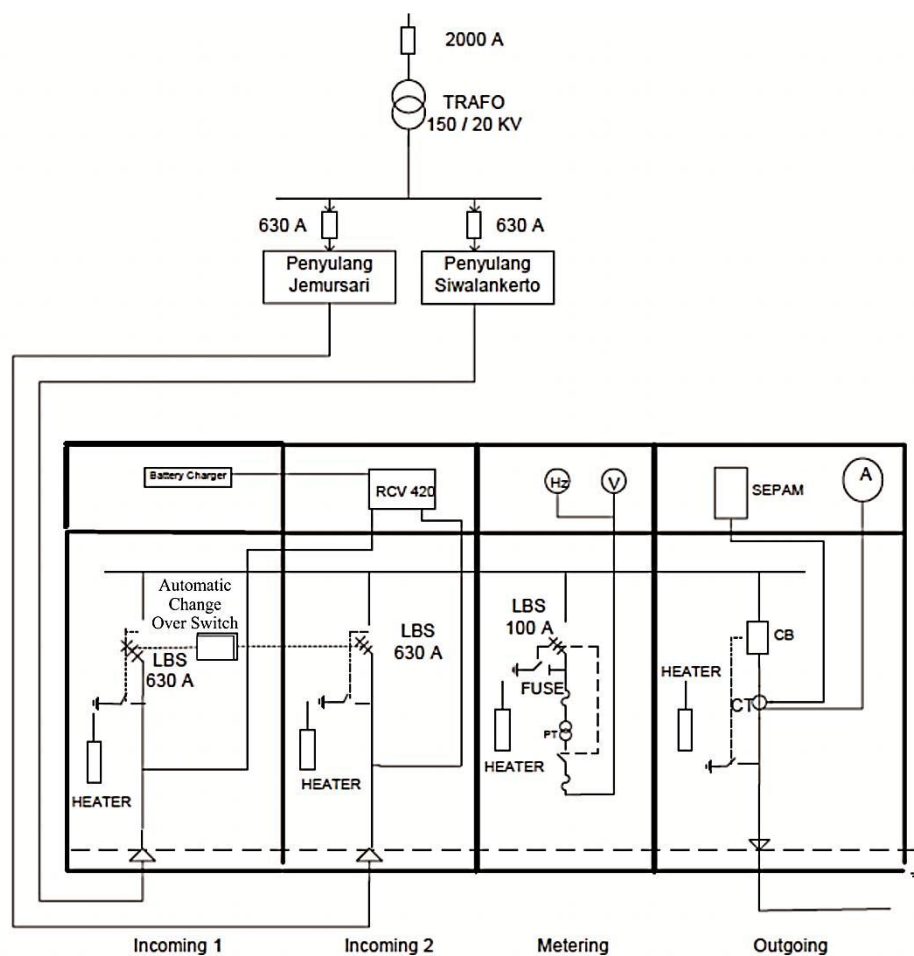 2000 A
TRAFO
150 / 20 KV
630 A
630 A
Penyulang
Jemursari
Penyulang
Siwalankerto
Battery Charger
RCV 420
Hz
V
SEPAM
A
Automatic
Change
Over Switch
LBS
630 A
HEATER
LBS
630 A
HEATER
LBS
100 A
FUSE
PT
HEATER
CB
HEATER
CT
Incoming 1
Incoming 2
Metering
Outgoing